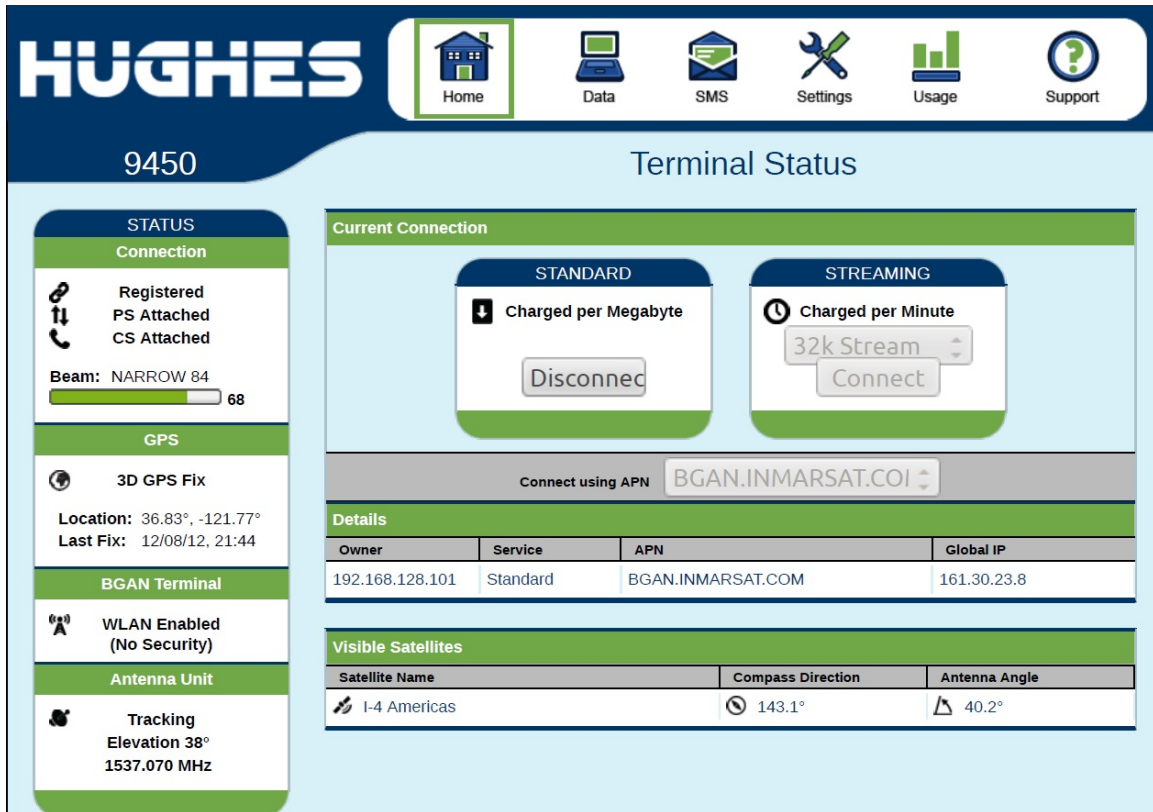 HUGHES
Home Data SMS Settings Usage Support
9450
Terminal Status
STATUS
Connection
Registered
PS Attached
CS Attached
Beam: NARROW 84
68
GPS
3D GPS Fix
Location: 36.83°, -121.77°
Last Fix: 12/08/12, 21:44
BGAN Terminal
WLAN Enabled
(No Security)
Antenna Unit
Tracking
Elevation 38°
1537.070 MHz
Current Connection
STANDARD
Charged per Megabyte
Disconnec
STREAMING
Charged per Minute
32k Stream
Connect
Connect using APN BGAN.INMARSAT.COI
Details
Owner Service APN Global IP
192.168.128.101 Standard BGAN.INMARSAT.COM 161.30.23.8
Visible Satellites
Satellite Name Compass Direction Antenna Angle
I-4 Americas 143.1° 40.2°